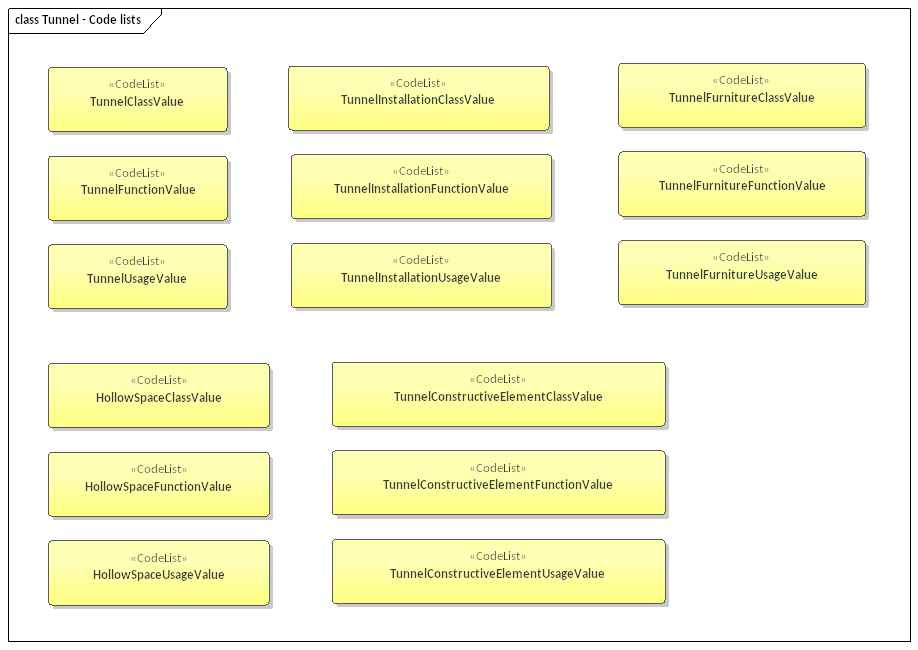 class Tunnel - Code lists
«CodeList»
TunnelClassValue
«CodeList»
TunnelInstallationClassValue
«CodeList»
TunnelFurnitureClassValue
«CodeList»
TunnelFunctionValue
«CodeList»
TunnelInstallationFunctionValue
«CodeList»
TunnelFurnitureFunctionValue
«CodeList»
TunnelUsageValue
«CodeList»
TunnelInstallationUsageValue
«CodeList»
TunnelFurnitureUsageValue
«CodeList»
HollowSpaceClassValue
«CodeList»
TunnelConstructiveElementClassValue
«CodeList»
HollowSpaceFunctionValue
«CodeList»
TunnelConstructiveElementFunctionValue
«CodeList»
HollowSpaceUsageValue
«CodeList»
TunnelConstructiveElementUsageValue